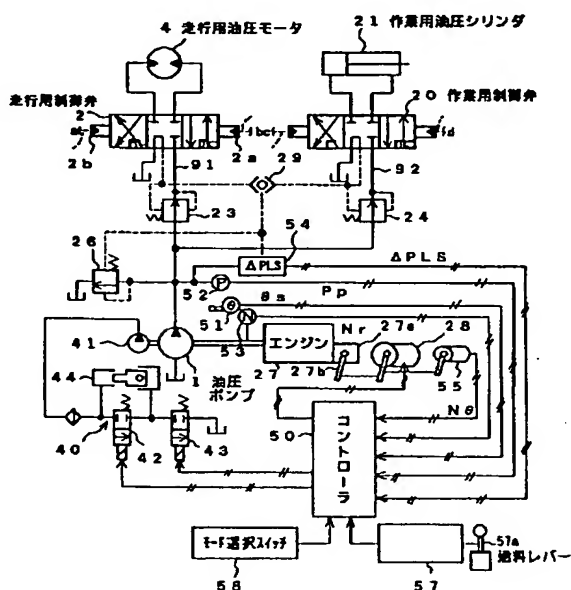 4 走行用油圧モータ
21 作業用油圧シリンダ
走行用制御弁
2
20 作業用制御弁
2b
2a
29
fd
91
92
23
24
54
26
ΔPLS
ΔPLS
52
P
Pp
θ
θs
51
N
53
41
エンジン
Nr
27a
28
27
27b
55
44
1
油圧
ポンプ
Nθ
50
コントローラ
40
42
43
モード選択スイッチ
58
57
57a
燃料レバー